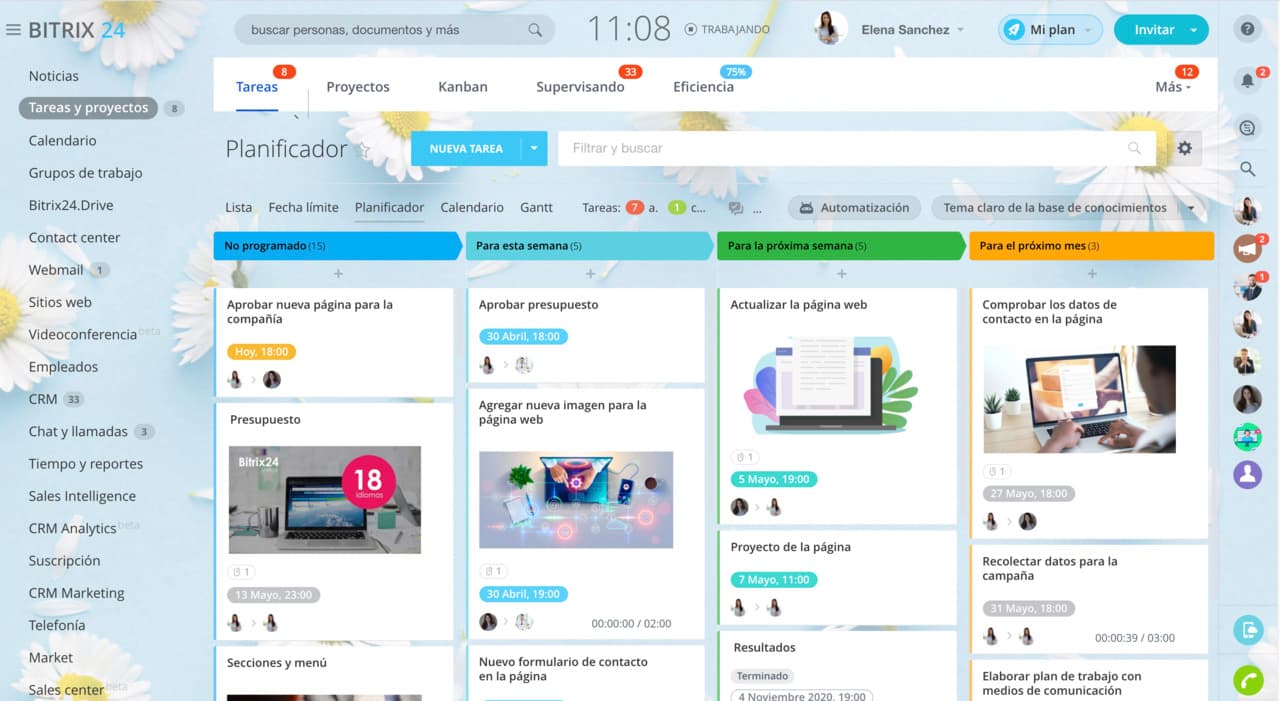 BITRIX 24
buscar personas, documentos y más
11:08
TRABAJANDO
Elena Sanchez
Mi plan
Invitar
Noticias
Tareas y proyectos 8
Calendario
Grupos de trabajo
Bitrix24.Drive
Contact center
Webmail 1
Sitios web
Videoconferencia beta
Empleados
CRM 33
Chat y llamadas 3
Tiempo y reportes
Sales Intelligence
CRM Analytics beta
Suscripción
CRM Marketing
Telefonía
Market
Sales center beta
Tareas 8
Proyectos
Kanban
Supervisando 33
Eficiencia 75%
Más 12
Planificador
NUEVA TAREA
Filtrar y buscar
Lista
Fecha límite
Planificador
Calendario
Gantt
Tareas: 7 a. 1 c... ...
Automatización
Tema claro de la base de conocimientos
No programado (15)
+
Aprobar nueva página para la
compañía
Hoy, 18:00
Presupuesto
Bitrix24
18
Idiomas
1
13 Mayo, 23:00
Secciones y menú
Para esta semana (5)
+
Aprobar presupuesto
30 Abril, 18:00
Agregar nueva imagen para la
página web
1
30 Abril, 19:00
00:00:00 / 02:00
Nuevo formulario de contacto
en la página
Para la próxima semana (5)
+
Actualizar la página web
1
5 Mayo, 19:00
Proyecto de la página
7 Mayo, 11:00
Resultados
Terminado
4 Noviembre 2020, 19:00
Para el próximo mes (3)
+
Comprobar los datos de
contacto en la página
1
27 Mayo, 18:00
Recolectar datos para la
campaña
31 Mayo, 18:00
00:00:39 / 03:00
Elaborar plan de trabajo con
medios de comunicación
?
2
2
1